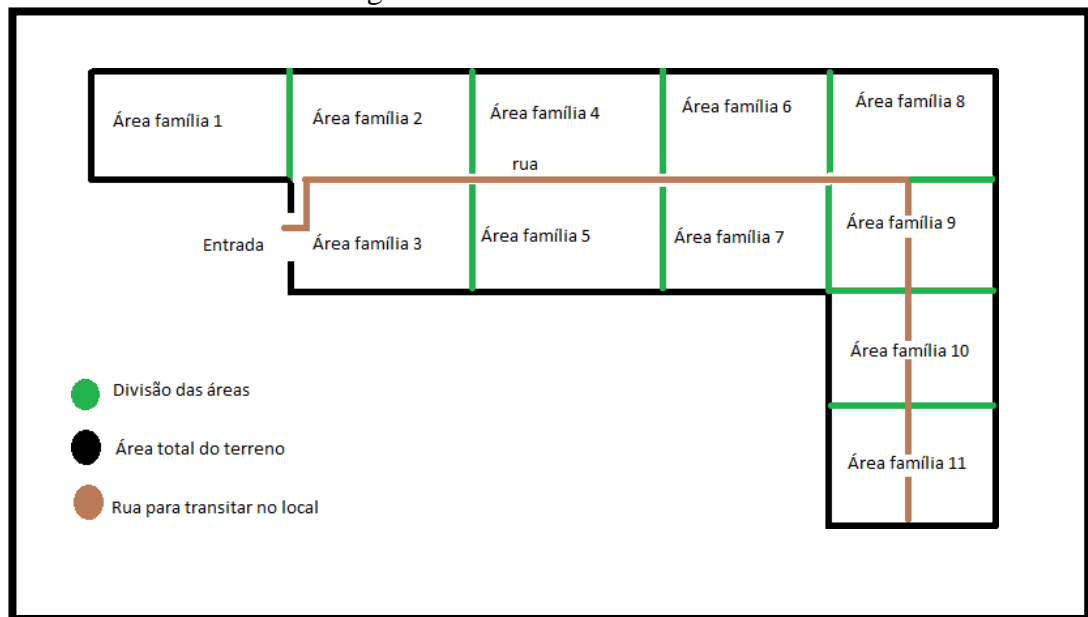 Área família 1
Área família 2
Área família 4
Área família 6
Área família 8
rua
Entrada
Área família 3
Área família 5
Área família 7
Área família 9
Área família 10
Área família 11
Divisão das áreas
Área total do terreno
Rua para transitar no local